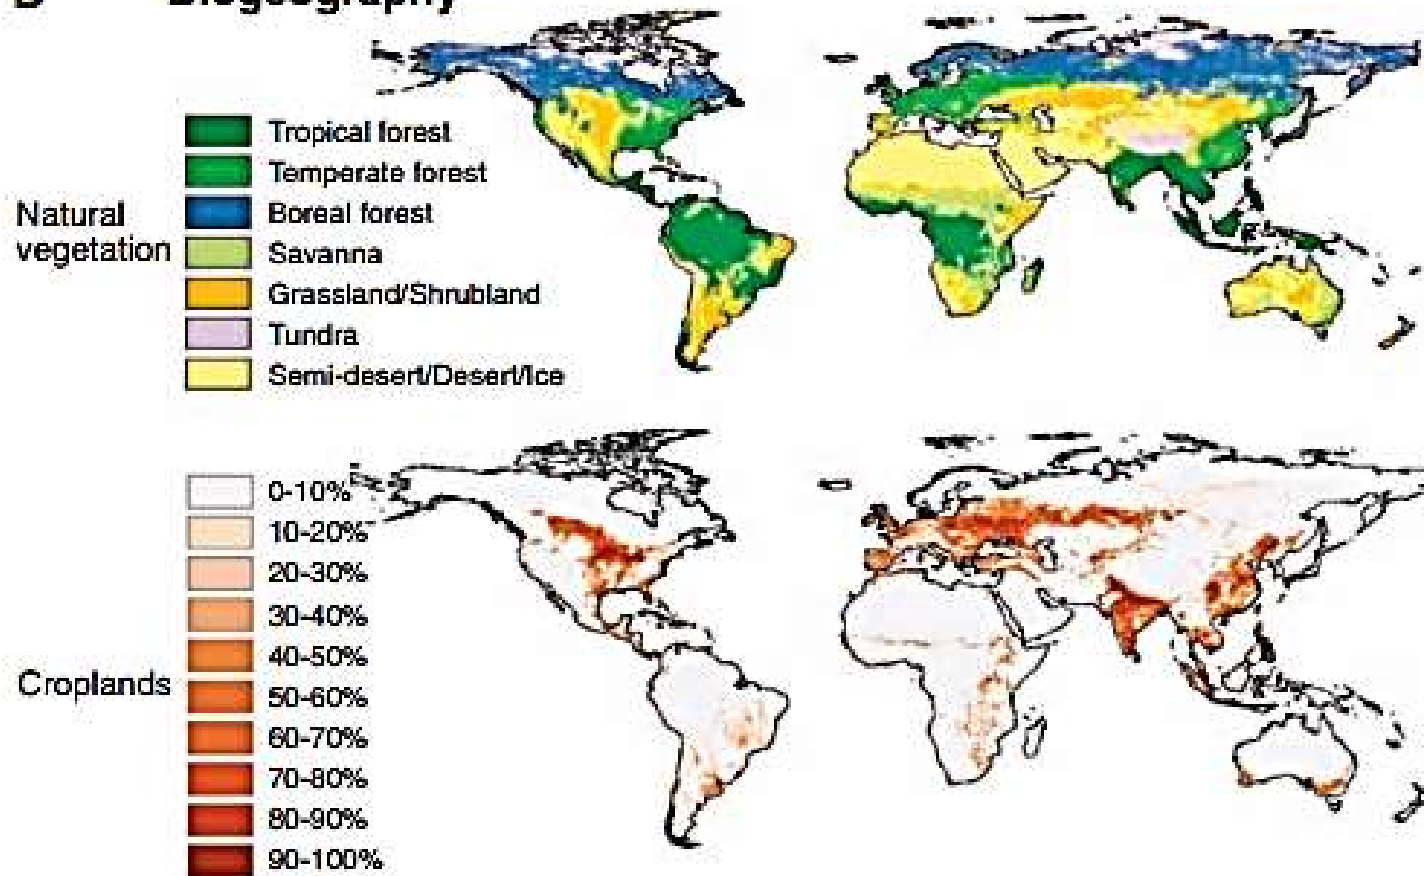 Biogeography
Natural
vegetation
Tropical forest
Temperate forest
Boreal forest
Savanna
Grassland/Shrubland
Tundra
Semi-desert/Desert/Ice
Croplands
0-10%
10-20%
20-30%
30-40%
40-50%
50-60%
60-70%
70-80%
80-90%
90-100%